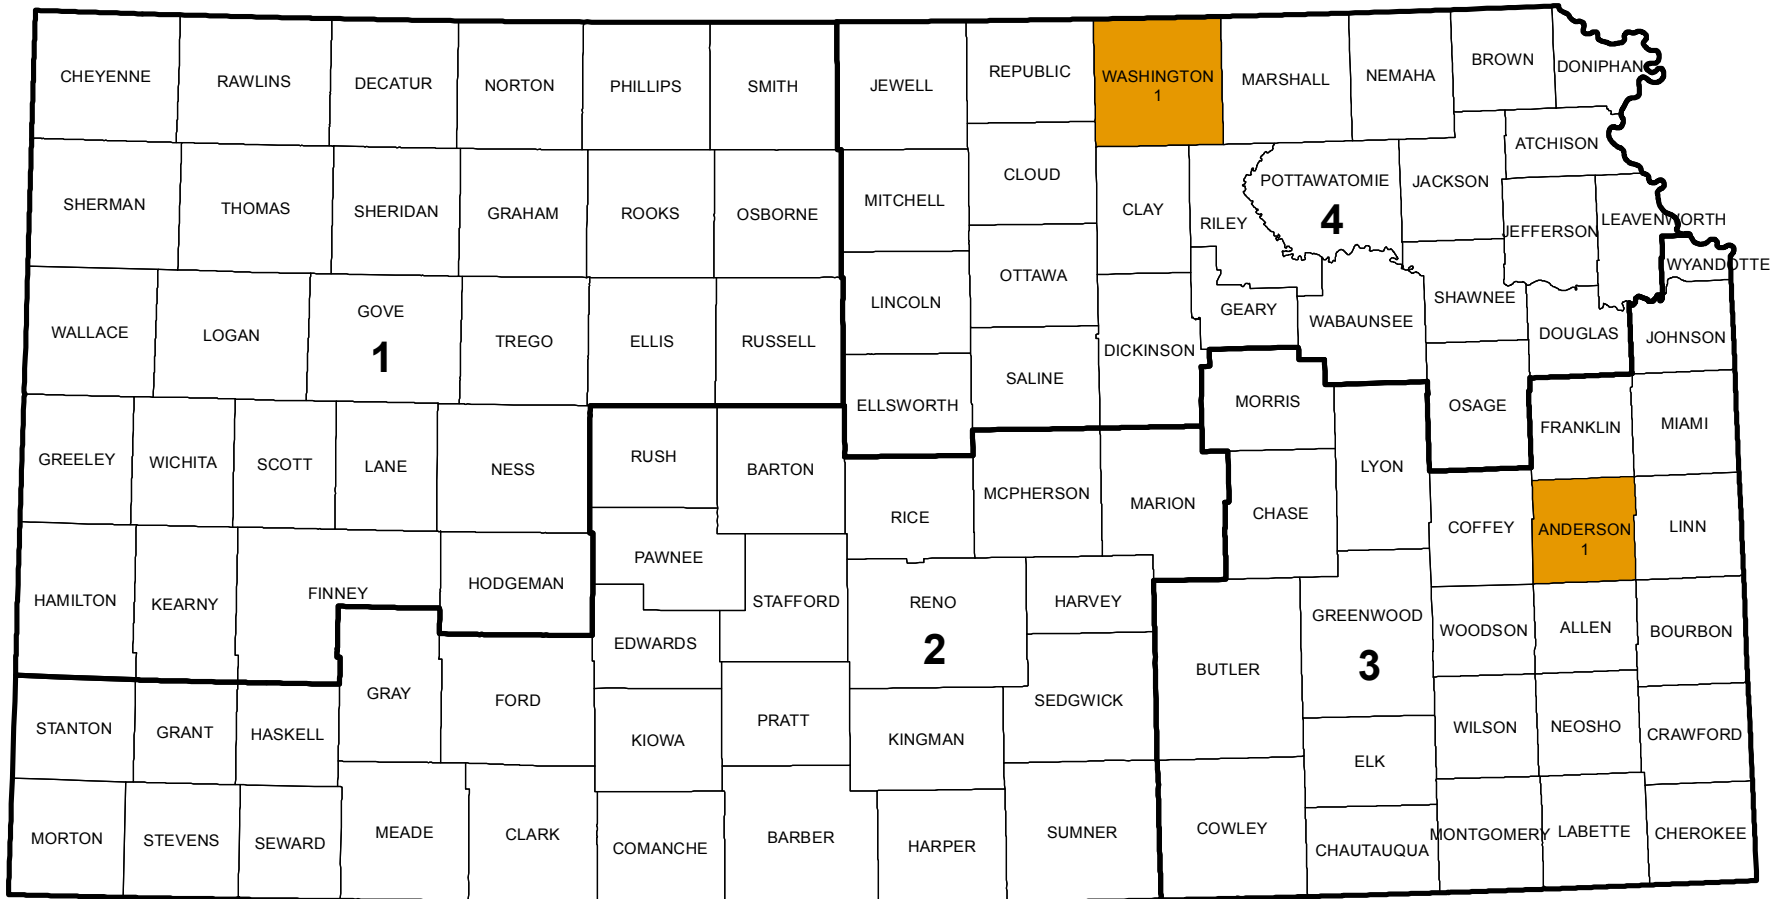 CHEYENNE
RAWLINS
DECATUR
NORTON
PHILLIPS
SMITH
JEWELL
REPUBLIC
WASHINGTON
1
MARSHALL
NEMAHA
BROWN
DONIPHAN
SHERMAN
THOMAS
SHERIDAN
GRAHAM
ROOKS
OSBORNE
MITCHELL
CLOUD
CLAY
RILEY
POTTAWATOMIE
4
JACKSON
ATCHISON
JEFFERSON
LEAVENWORTH
WYANDOTTE
WALLACE
LOGAN
GOVE
1
TREGO
ELLIS
RUSSELL
LINCOLN
OTTAWA
SALINE
DICKINSON
GEARY
WABAUNSEE
SHAWNEE
DOUGLAS
JOHNSON
ELLSWORTH
MORRIS
OSAGE
FRANKLIN
MIAMI
GREELEY
WICHITA
SCOTT
LANE
NESS
RUSH
BARTON
RICE
MCPHERSON
MARION
CHASE
LYON
COFFEY
ANDERSON
1
LINN
HAMILTON
KEARNY
FINNEY
HODGEMAN
PAWNEE
STAFFORD
EDWARDS
RENO
2
HARVEY
BUTLER
GREENWOOD
3
WOODSON
ALLEN
BOURBON
STANTON
GRANT
HASKELL
GRAY
FORD
KIOWA
PRATT
KINGMAN
SEDGWICK
ELK
WILSON
NEOSHO
CRAWFORD
MORTON
STEVENS
SEWARD
MEADE
CLARK
COMANCHE
BARBER
HARPER
SUMNER
COWLEY
CHAUTAUQUA
MONTGOMERY
LABETTE
CHEROKEE